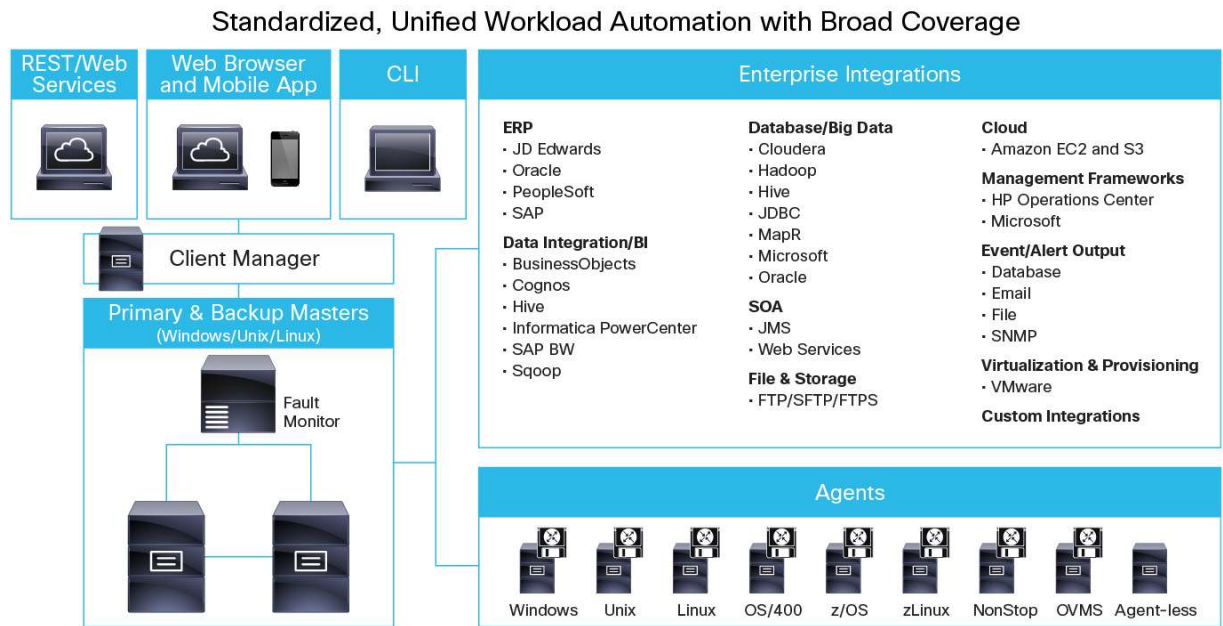 Standardized, Unified Workload Automation with Broad Coverage
REST/Web
Services
Web Browser
and Mobile App
CLI
Client Manager
Primary & Backup Masters
(Windows/Unix/Linux)
Fault
Monitor
Enterprise Integrations
ERP
· JD Edwards
· Oracle
· PeopleSoft
· SAP
Data Integration/BI
· BusinessObjects
· Cognos
· Hive
· Informatica PowerCenter
· SAP BW
· Sqoop
Database/Big Data
· Cloudera
· Hadoop
· Hive
· JDBC
· MapR
· Microsoft
· Oracle
SOA
· JMS
· Web Services
File & Storage
· FTP/SFTP/FTPS
Cloud
· Amazon EC2 and S3
Management Frameworks
· HP Operations Center
· Microsoft
Event/Alert Output
· Database
· Email
· File
· SNMP
Virtualization & Provisioning
· VMware
Custom Integrations
Agents
Windows
Unix
Linux
OS/400
z/OS
zLinux
NonStop
OVMS
Agent-less